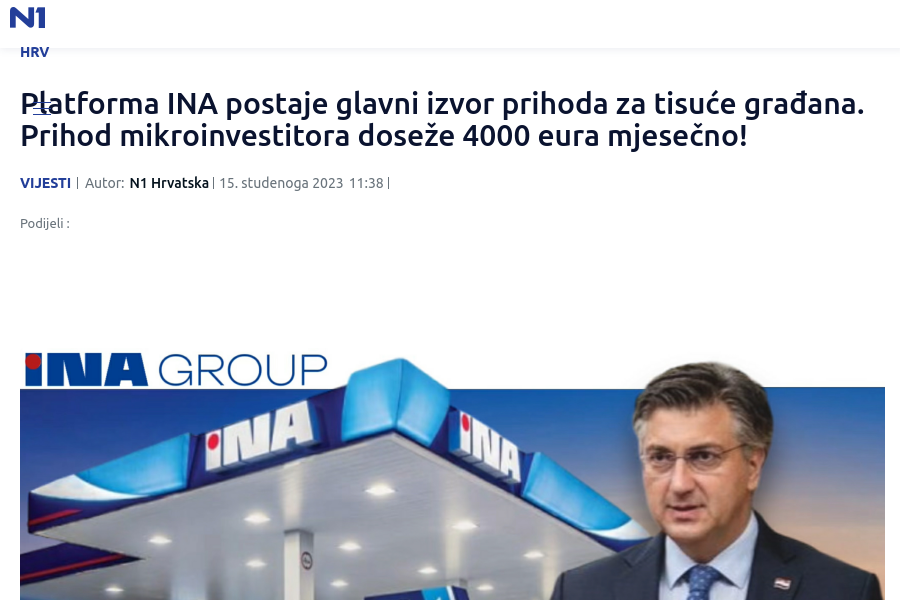 N1
HRV
Platforma INA postaje glavni izvor prihoda za tisuće građana.
Prihod mikroinvestitora doseže 4000 eura mjesečno!
VIJESTI | Autor: N1 Hrvatska | 15. studenoga 2023 11:38 |
Podijeli :
INA GROUP
INA INA